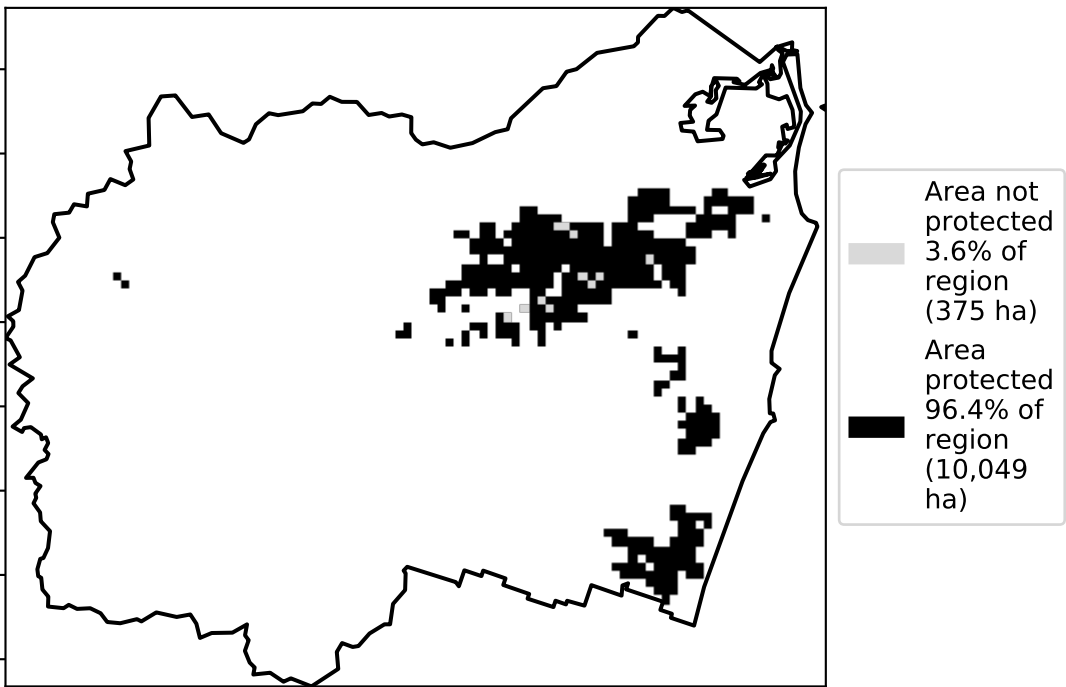 Area not
protected
3.6% of
region
(375 ha)
Area
protected
96.4% of
region
(10,049
ha)